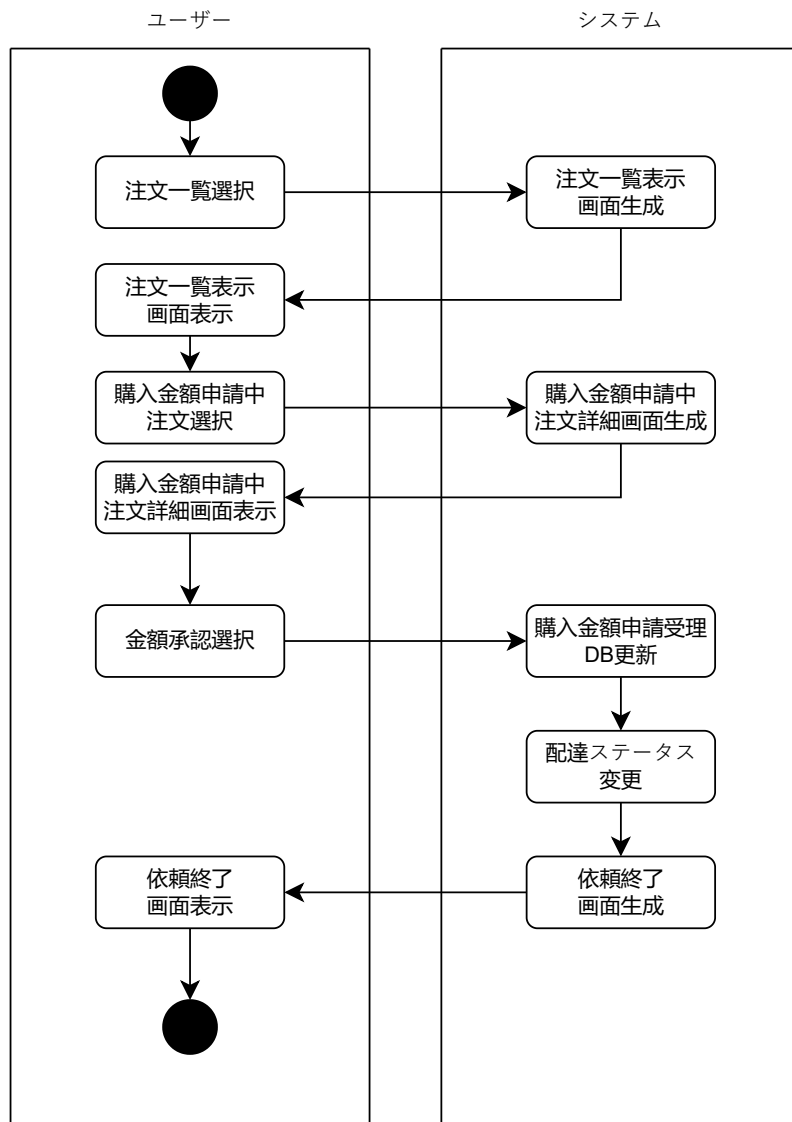 ユーザー
システム
注文一覧選択
注文一覧表示
画面生成
注文一覧表示
画面表示
購入金額申請中
注文選択
購入金額申請中
注文詳細画面生成
購入金額申請中
注文詳細画面表示
金額承認選択
購入金額申請受理
DB更新
配達ステータス
変更
依頼終了
画面表示
依頼終了
画面生成